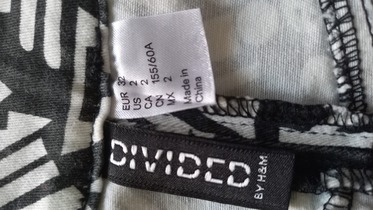 EUR 32
US 2
CA 2
CN 155/60A
MX 2
Made in
China
DIVIDED
BY H&M